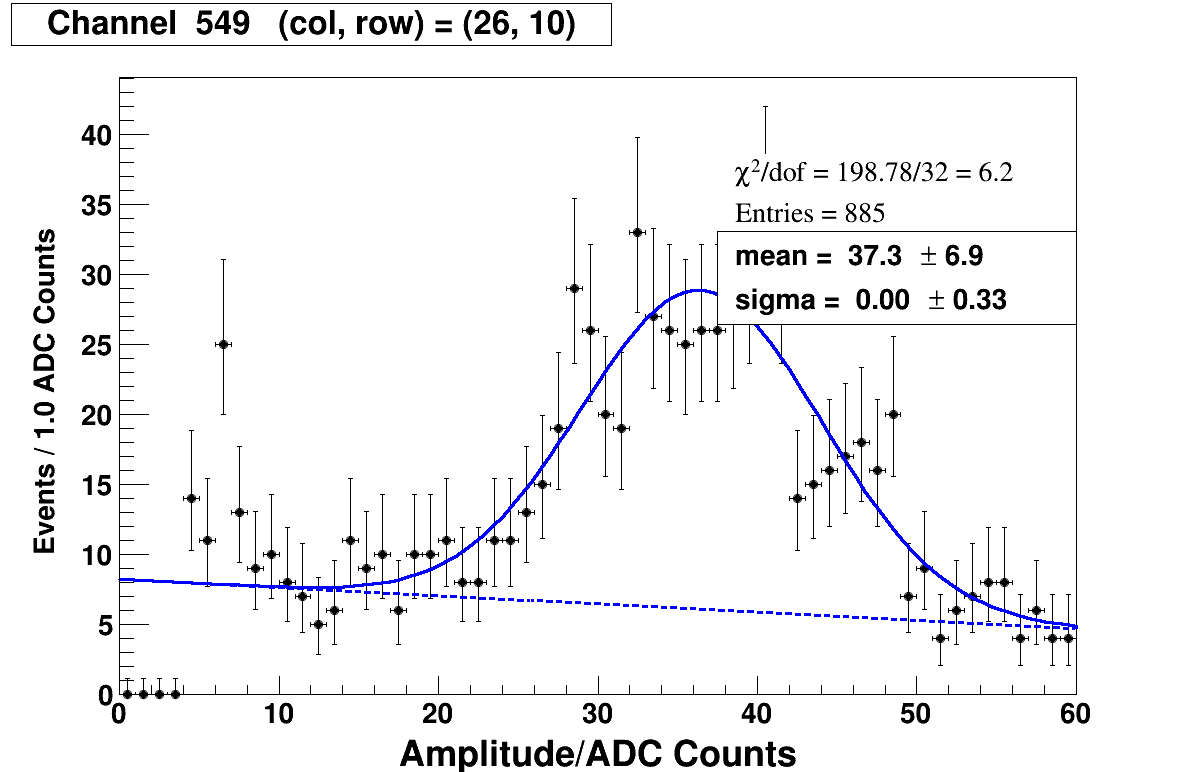 Channel 549 (col, row) = (26, 10)
χ²/dof = 198.78/32 = 6.2
Entries = 885
mean = 37.3 ± 6.9
sigma = 0.00 ± 0.33
Events / 1.0 ADC Counts
40
35
30
25
20
15
10
5
0
0 10 20 30 40 50 60
Amplitude/ADC Counts